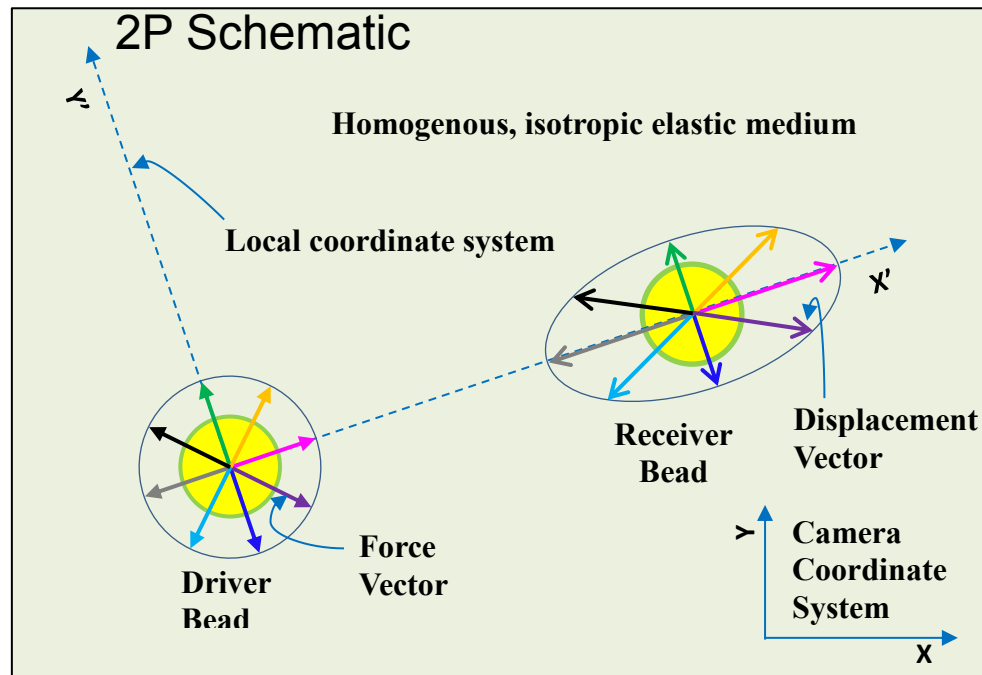 2P Schematic
Y'
Homogenous, isotropic elastic medium
Local coordinate system
X'
Receiver
Bead
Displacement
Vector
Force
Vector
Driver
Bead
Y
Camera
Coordinate
System
X